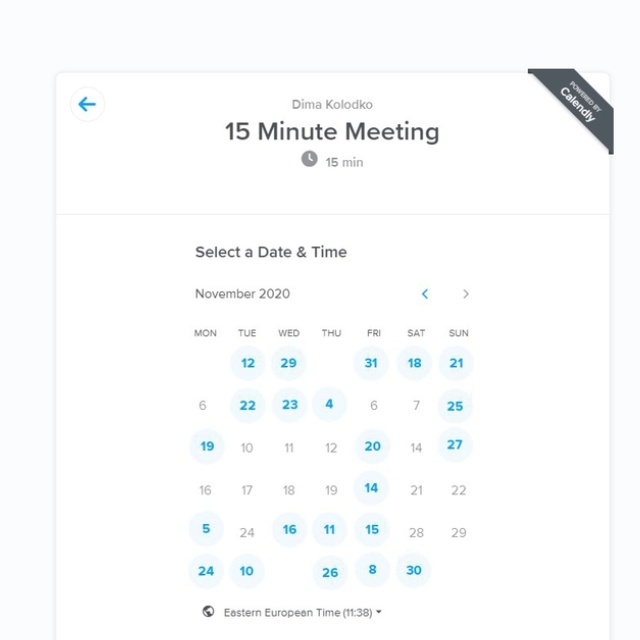 POWERED BY
Calendly
Dima Kolodko
15 Minute Meeting
15 min
Select a Date & Time
November 2020
MON TUE WED THU FRI SAT SUN
12 29 31 18 21
6 22 23 4 6 7 25
19 10 11 12 20 14 27
16 17 18 19 14 21 22
5 24 16 11 15 28 29
24 10 26 8 30
Eastern European Time (11:38)